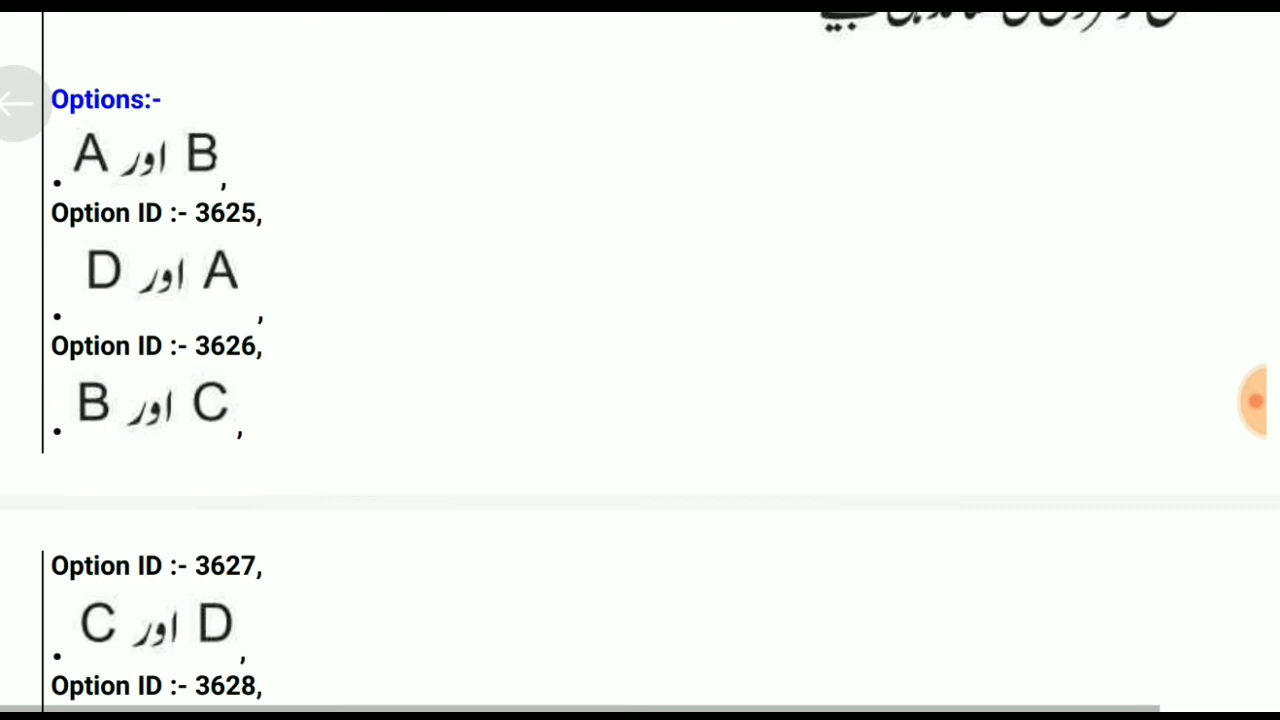 Options:-
. A اور B ,
Option ID :- 3625,
. D اور A ,
Option ID :- 3626,
. B اور C ,
Option ID :- 3627,
. C اور D ,
Option ID :- 3628,